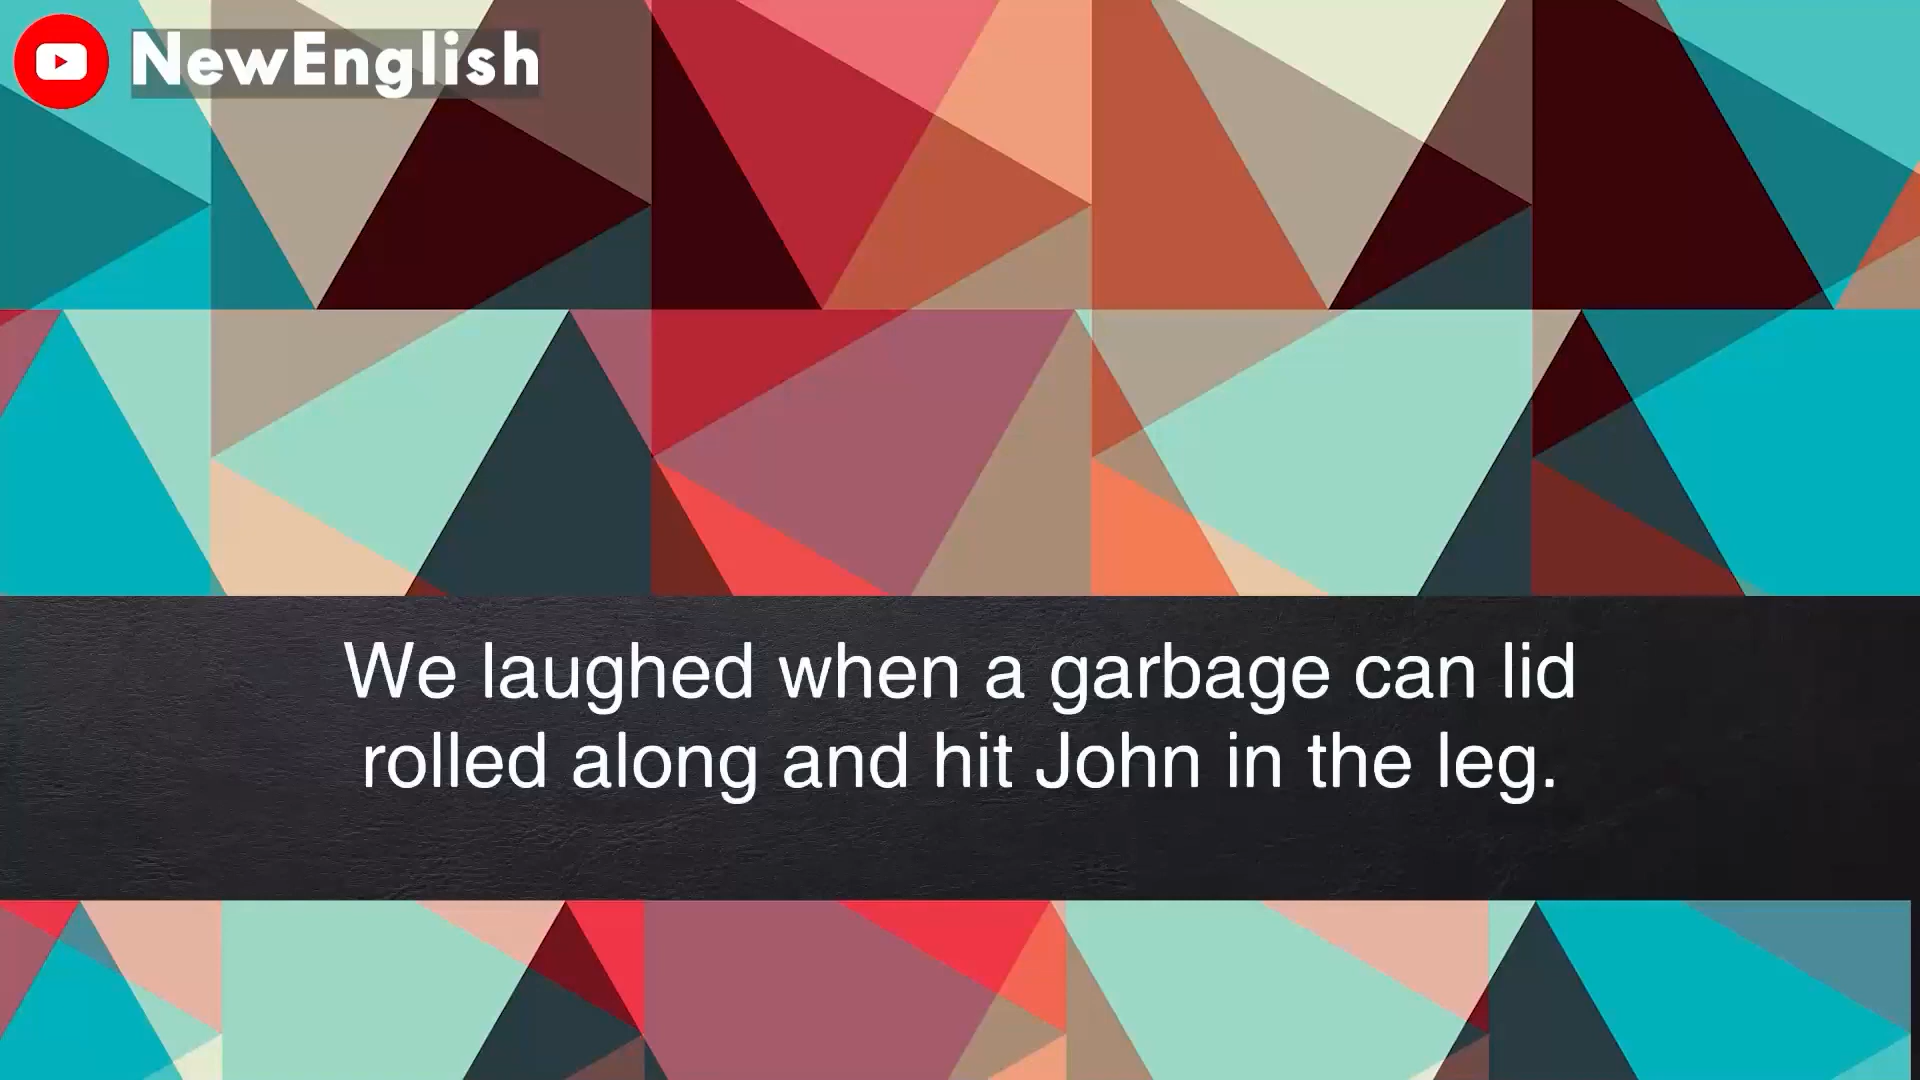 NewEnglish
We laughed when a garbage can lid
rolled along and hit John in the leg.